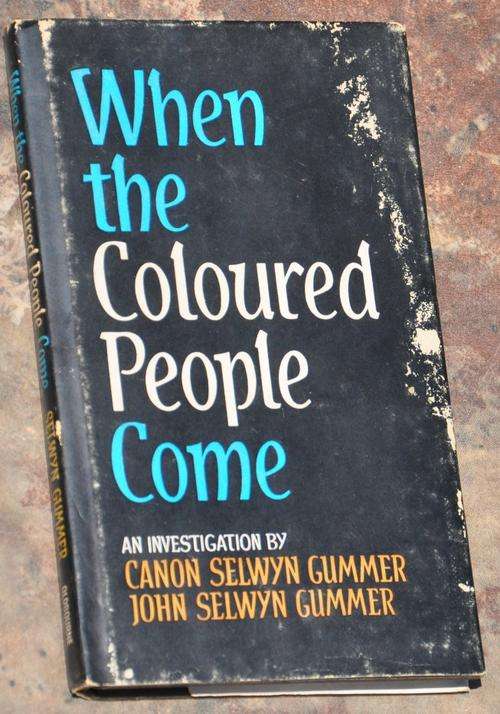 When
the
Coloured
People
Come
AN INVESTIGATION BY
CANON SELWYN GUMMER
JOHN SELWYN GUMMER
When the Coloured People Come
SELWYN GUMMER